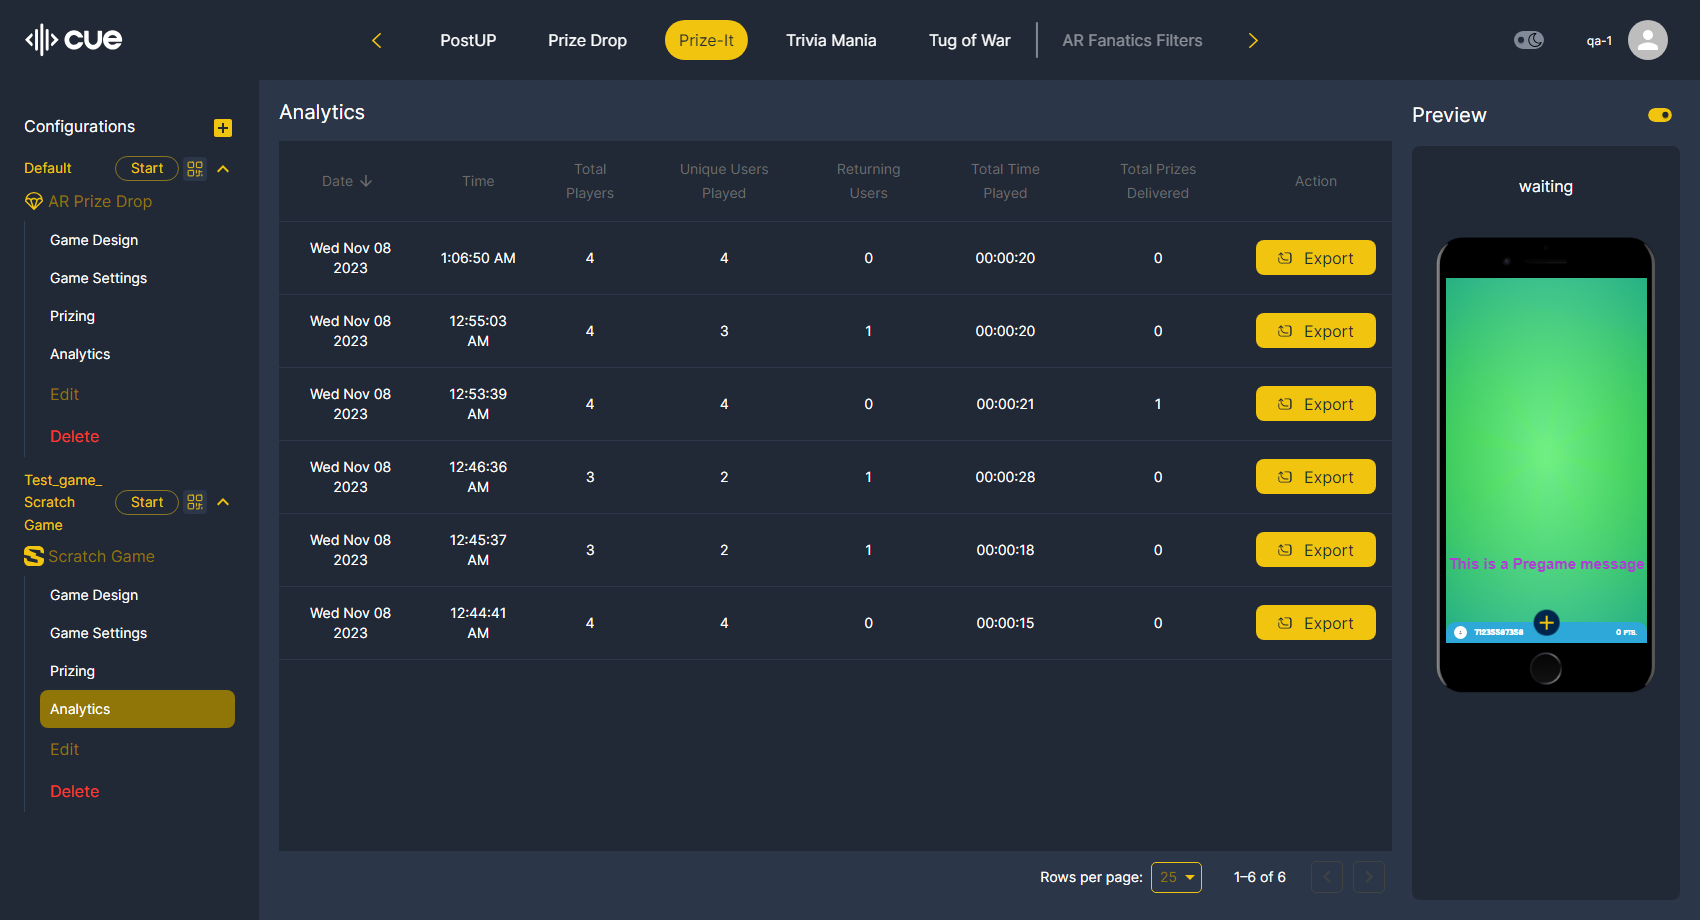 cue
PostUP
Prize Drop
Prize-It
Trivia Mania
Tug of War
AR Fanatics Filters
qa-1
Configurations
Default
Start
AR Prize Drop
Game Design
Game Settings
Prizing
Analytics
Edit
Delete
Test_game_
Scratch
Game
Start
Scratch Game
Game Design
Game Settings
Prizing
Analytics
Edit
Delete
Analytics
Date
Time
Total
Players
Unique Users
Played
Returning
Users
Total Time
Played
Total Prizes
Delivered
Action
Wed Nov 08
2023
1:06:50 AM
4
4
0
00:00:20
0
Export
Wed Nov 08
2023
12:55:03
AM
4
3
1
00:00:20
0
Export
Wed Nov 08
2023
12:53:39
AM
4
4
0
00:00:21
1
Export
Wed Nov 08
2023
12:46:36
AM
3
2
1
00:00:28
0
Export
Wed Nov 08
2023
12:45:37
AM
3
2
1
00:00:18
0
Export
Wed Nov 08
2023
12:44:41
AM
4
4
0
00:00:15
0
Export
Rows per page:
25
1–6 of 6
Preview
waiting
This is a Pregame message
0 PTS.